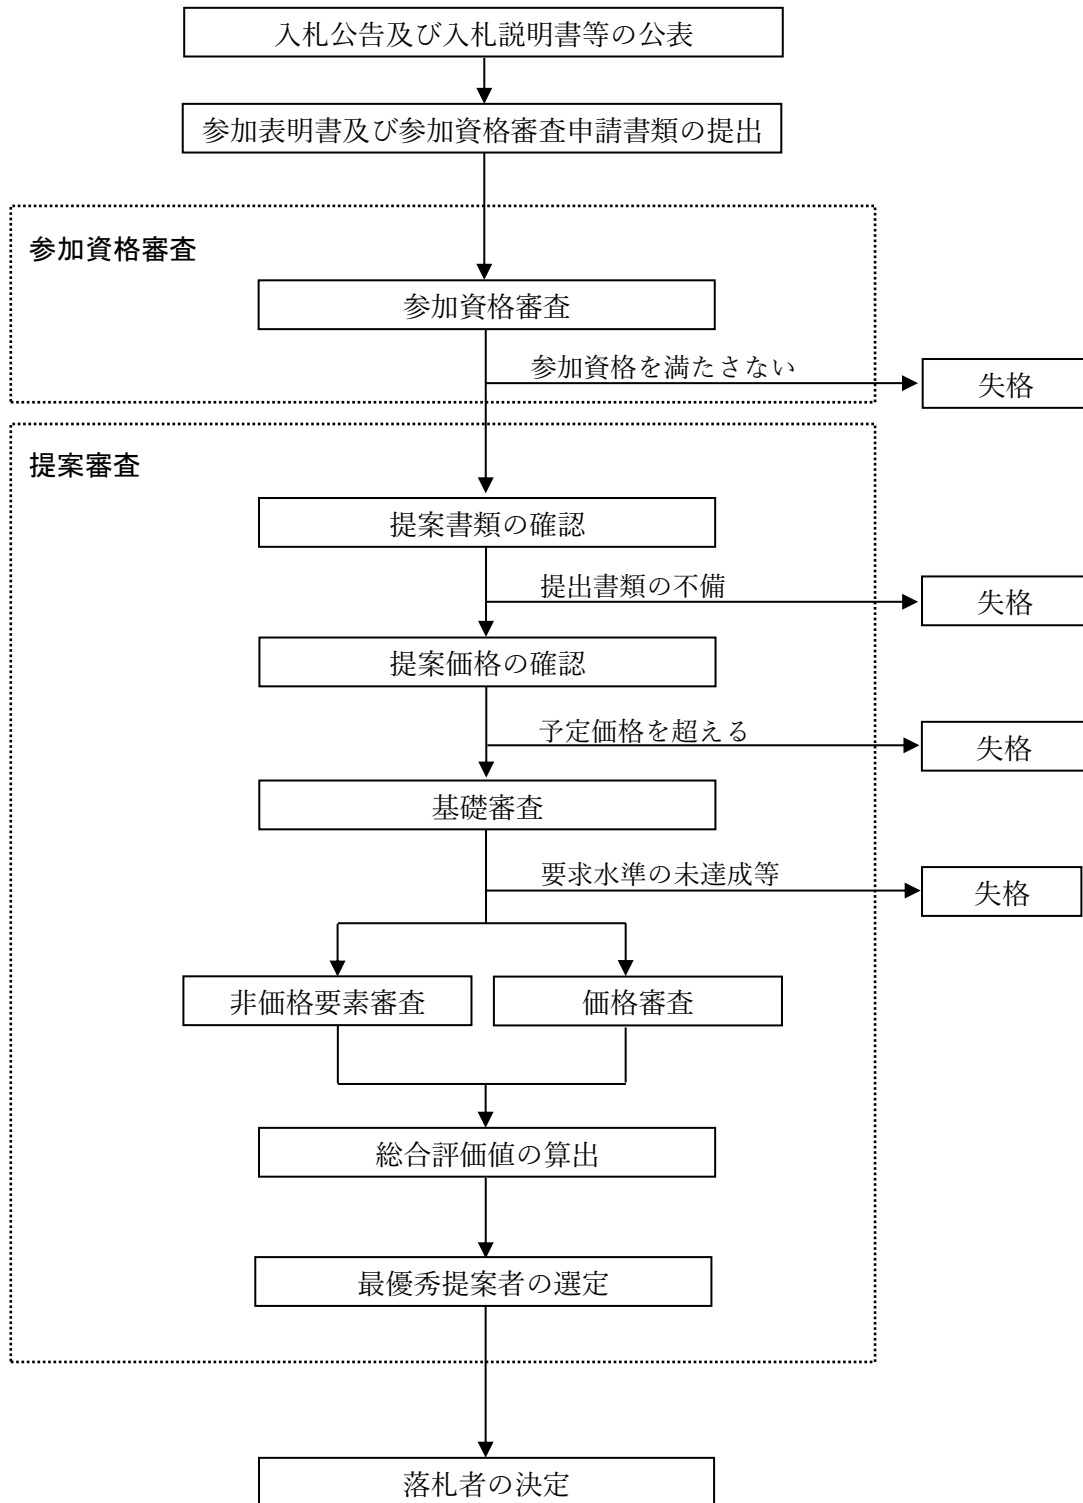 入札公告及び入札説明書等の公表
参加表明書及び参加資格審査申請書類の提出
参加資格審査
参加資格審査
参加資格を満たさない
失格
提案審査
提案書類の確認
提出書類の不備
失格
提案価格の確認
予定価格を超える
失格
基礎審査
要求水準の未達成等
失格
非価格要素審査
価格審査
総合評価値の算出
最優秀提案者の選定
落札者の決定